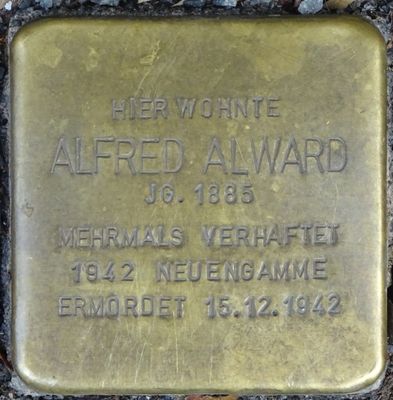 HIER WOHNTE
ALFRED ALWARD
JG. 1885
MEHRMALS VERHAFTET
1942 NEUENGAMME
ERMORDET 15.12.1942